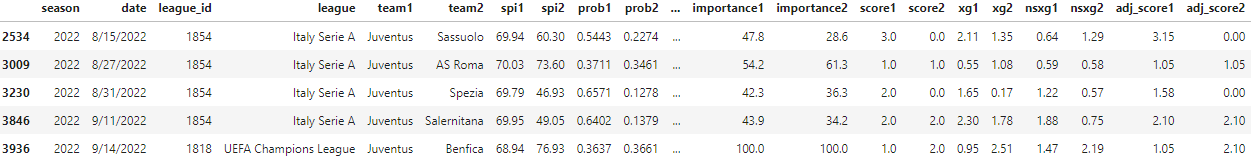 season date league_id league team1 team2 spi1 spi2 prob1 prob2 ... importance1 importance2 score1 score2 xg1 xg2 nsxg1 nsxg2 adj_score1 adj_score2
2534 2022 8/15/2022 1854 Italy Serie A Juventus Sassuolo 69.94 60.30 0.5443 0.2274 ... 47.8 28.6 3.0 0.0 2.11 1.35 0.64 1.29 3.15 0.00
3009 2022 8/27/2022 1854 Italy Serie A Juventus AS Roma 70.03 73.60 0.3711 0.3461 ... 54.2 61.3 1.0 1.0 0.55 1.08 0.59 0.58 1.05 1.05
3230 2022 8/31/2022 1854 Italy Serie A Juventus Spezia 69.79 46.93 0.6571 0.1278 ... 42.3 36.3 2.0 0.0 1.65 0.17 1.22 0.57 1.58 0.00
3846 2022 9/11/2022 1854 Italy Serie A Juventus Salernitana 69.95 49.05 0.6402 0.1379 ... 43.9 34.2 2.0 2.0 2.30 1.78 1.88 0.75 2.10 2.10
3936 2022 9/14/2022 1818 UEFA Champions League Juventus Benfica 68.94 76.93 0.3637 0.3661 ... 100.0 100.0 1.0 2.0 0.95 2.51 1.47 2.19 1.05 2.10